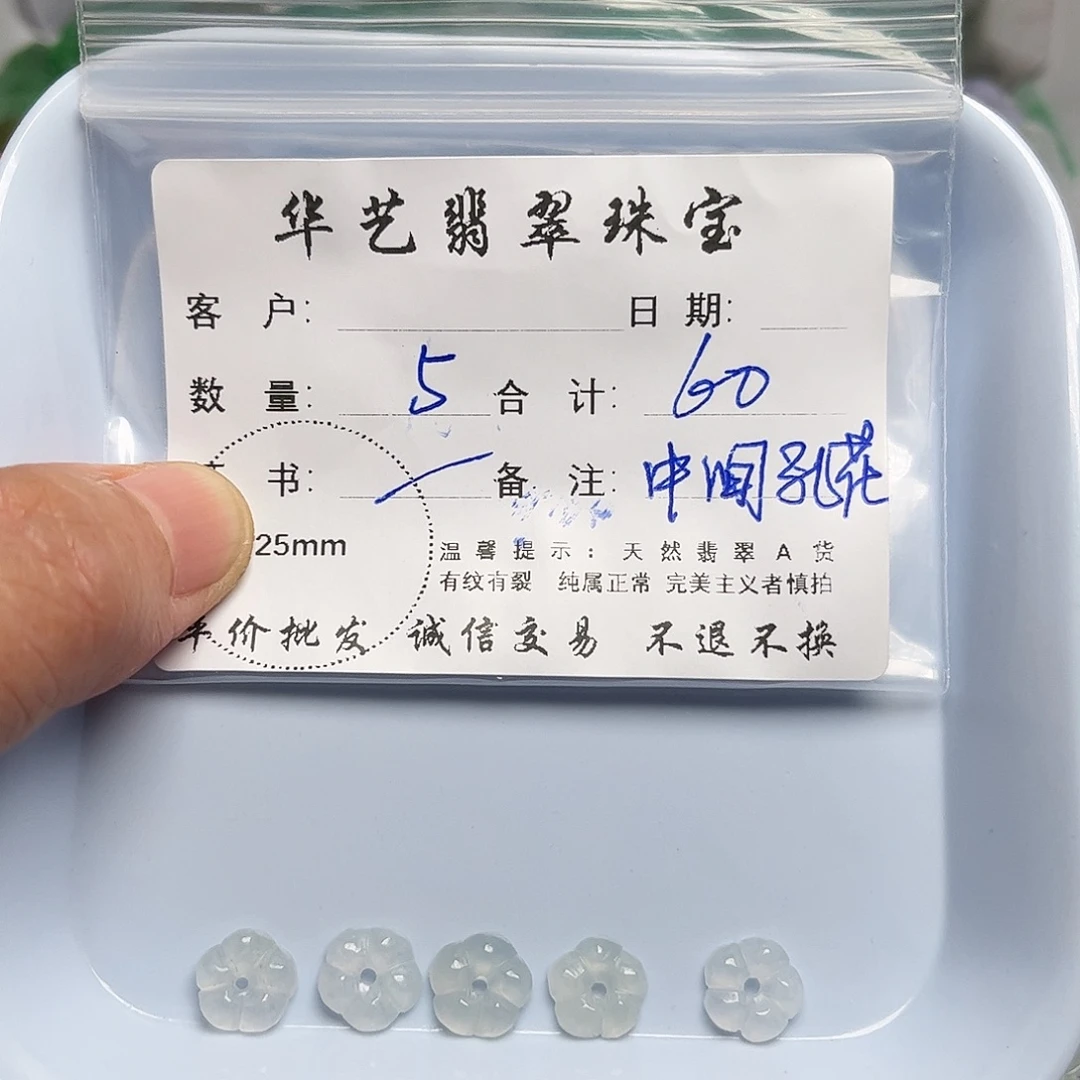 华艺翡翠珠宝
客 户: 日 期:
数 量: 5 合 计: 60
书: 一 备 注: 中间孔花
25mm
温馨提示:天然翡翠A货
有纹有裂 纯属正常 完美主义者慎拍
价批发 诚信交易 不退不换